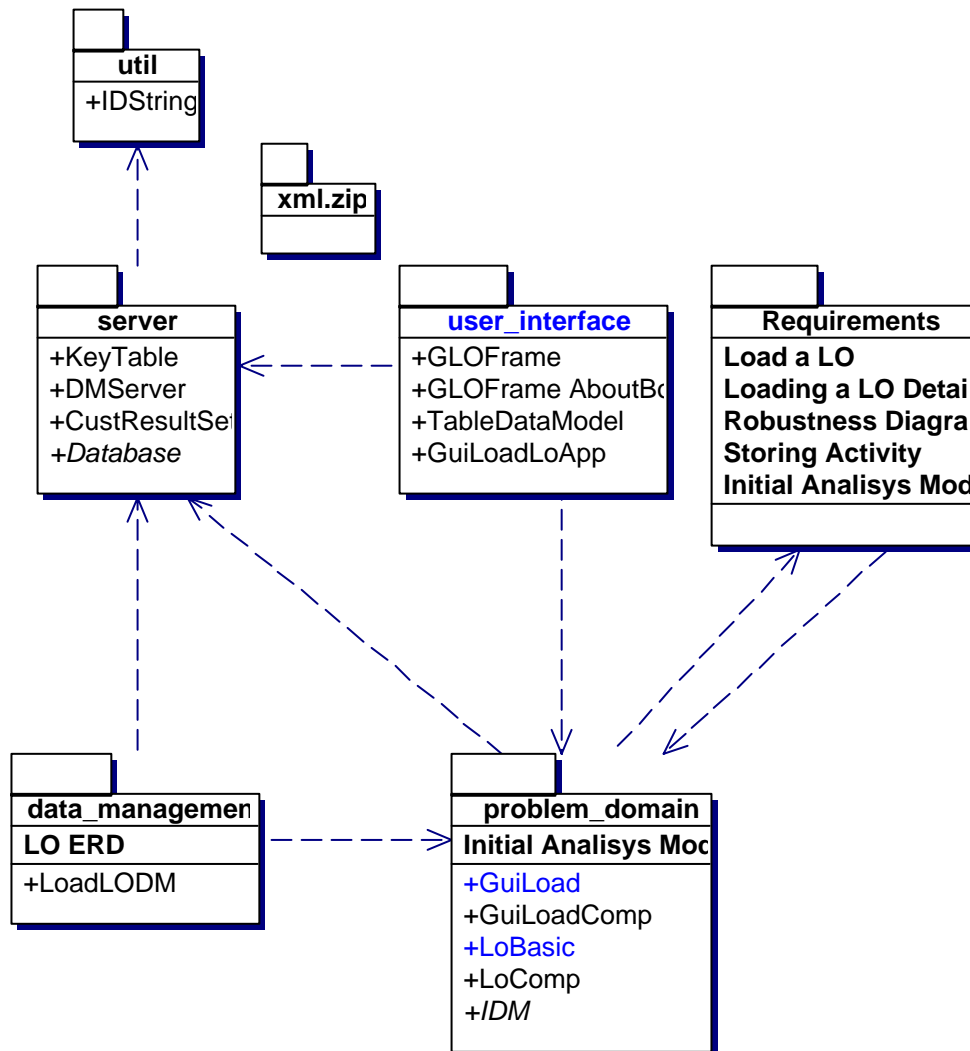 util
+IDString
xml.zip
server
+KeyTable
+DMServer
+CustResultSet
+Database
user_interface
+GLOFrame
+GLOFrame AboutBo
+TableDataModel
+GuiLoadLoApp
Requirements
Load a LO
Loading a LO Detai
Robustness Diagra
Storing Activity
Initial Analisys Mod
data_managemen
LO ERD
+LoadLODM
problem_domain
Initial Analisys Mod
+GuiLoad
+GuiLoadComp
+LoBasic
+LoComp
+IDM